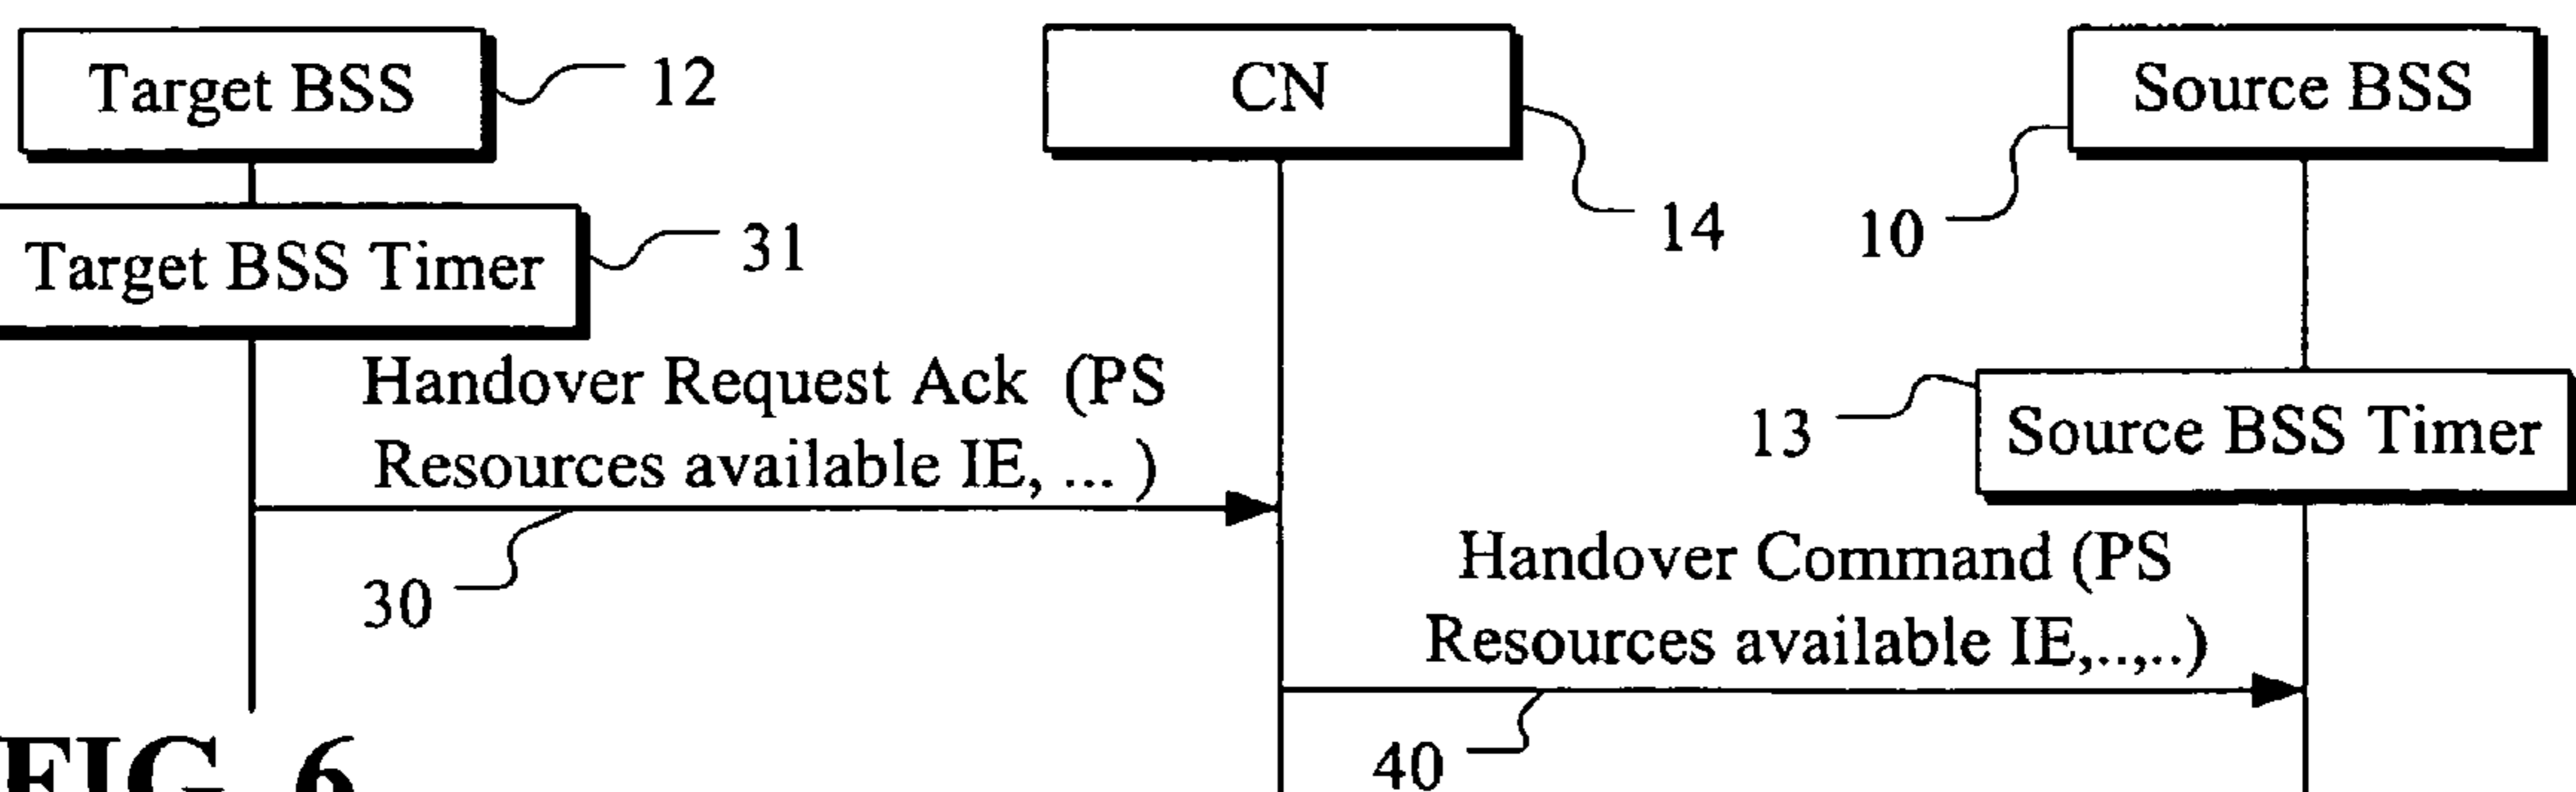 Target BSS
12
CN
Source BSS
14
10
Target BSS Timer
31
Handover Request Ack (PS
Resources available IE, ... )
13
Source BSS Timer
30
Handover Command (PS
Resources available IE,..,..)
40
FIG. 6